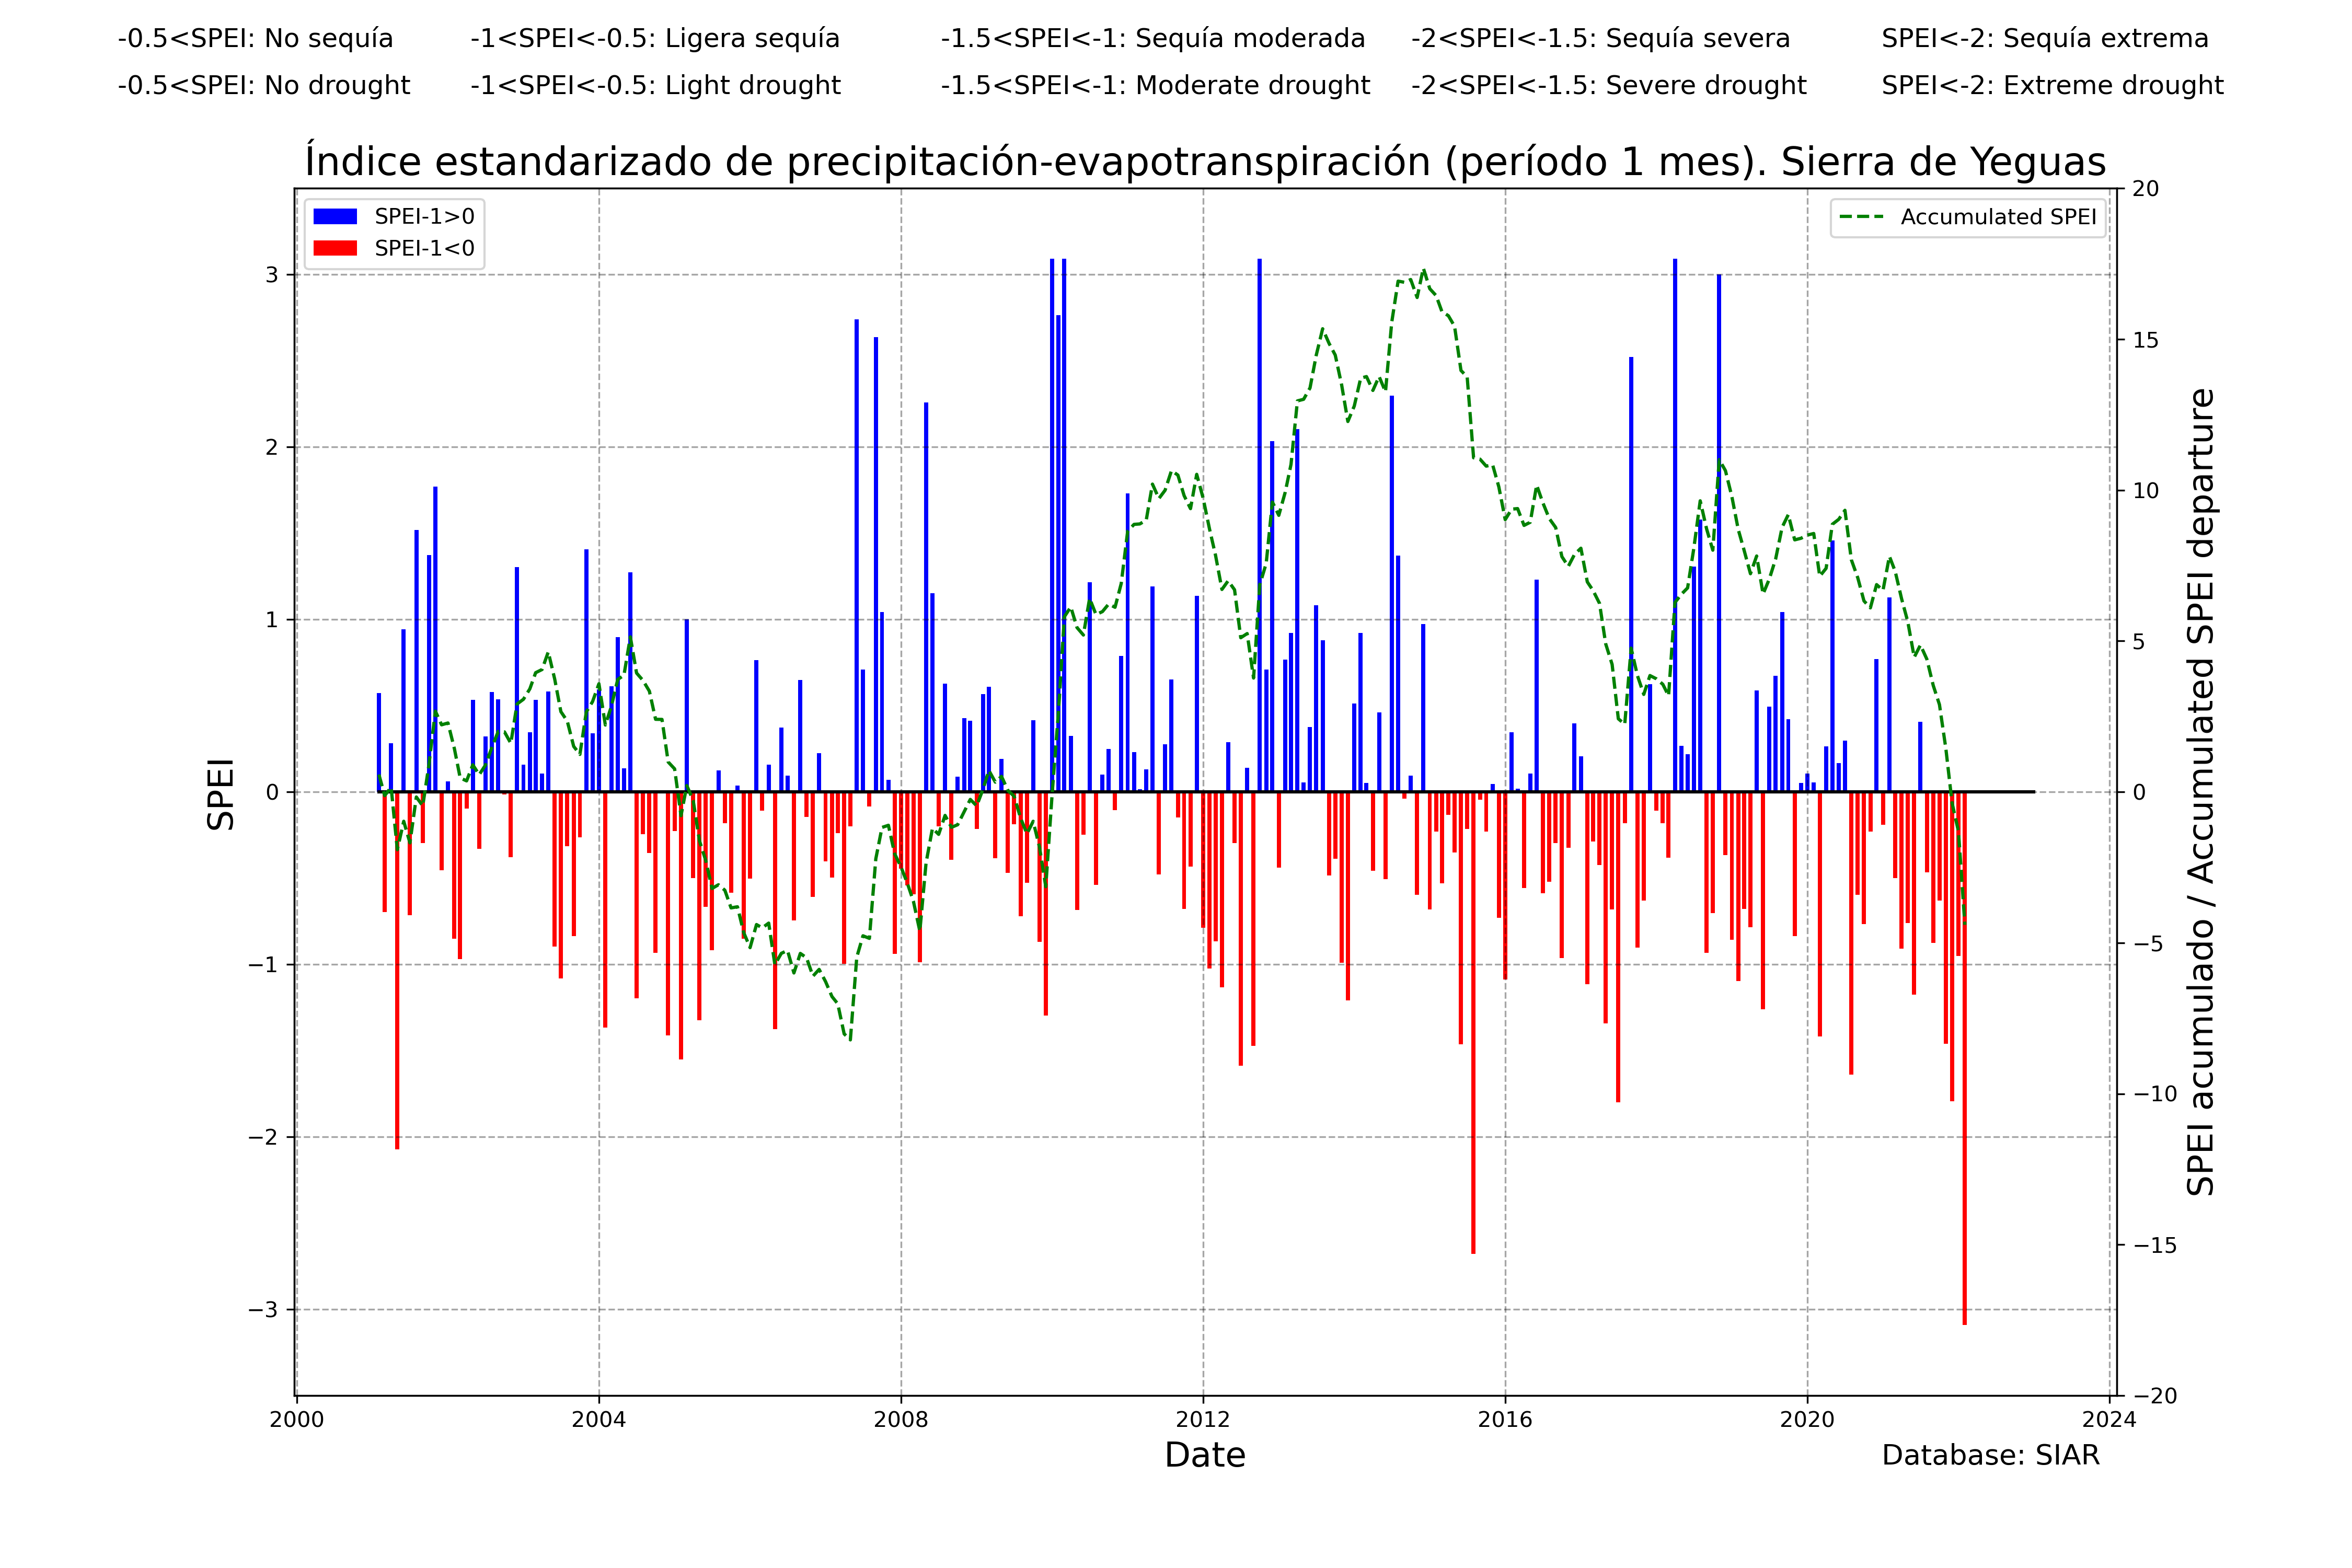 -0.5<SPEI: No sequía -1<SPEI<-0.5: Ligera sequía -1.5<SPEI<-1: Sequía moderada -2<SPEI<-1.5: Sequía severa SPEI<-2: Sequía extrema
-0.5<SPEI: No drought -1<SPEI<-0.5: Light drought -1.5<SPEI<-1: Moderate drought -2<SPEI<-1.5: Severe drought SPEI<-2: Extreme drought
Índice estandarizado de precipitación-evapotranspiración (período 1 mes). Sierra de Yeguas
SPEI-1>0
SPEI-1<0
Accumulated SPEI
SPEI
3
2
1
0
−1
−2
−3
20
15
10
5
0
−5
−10
−15
−20
SPEI acumulado / Accumulated SPEI departure
2000 2004 2008 2012 2016 2020 2024
Date
Database: SIAR